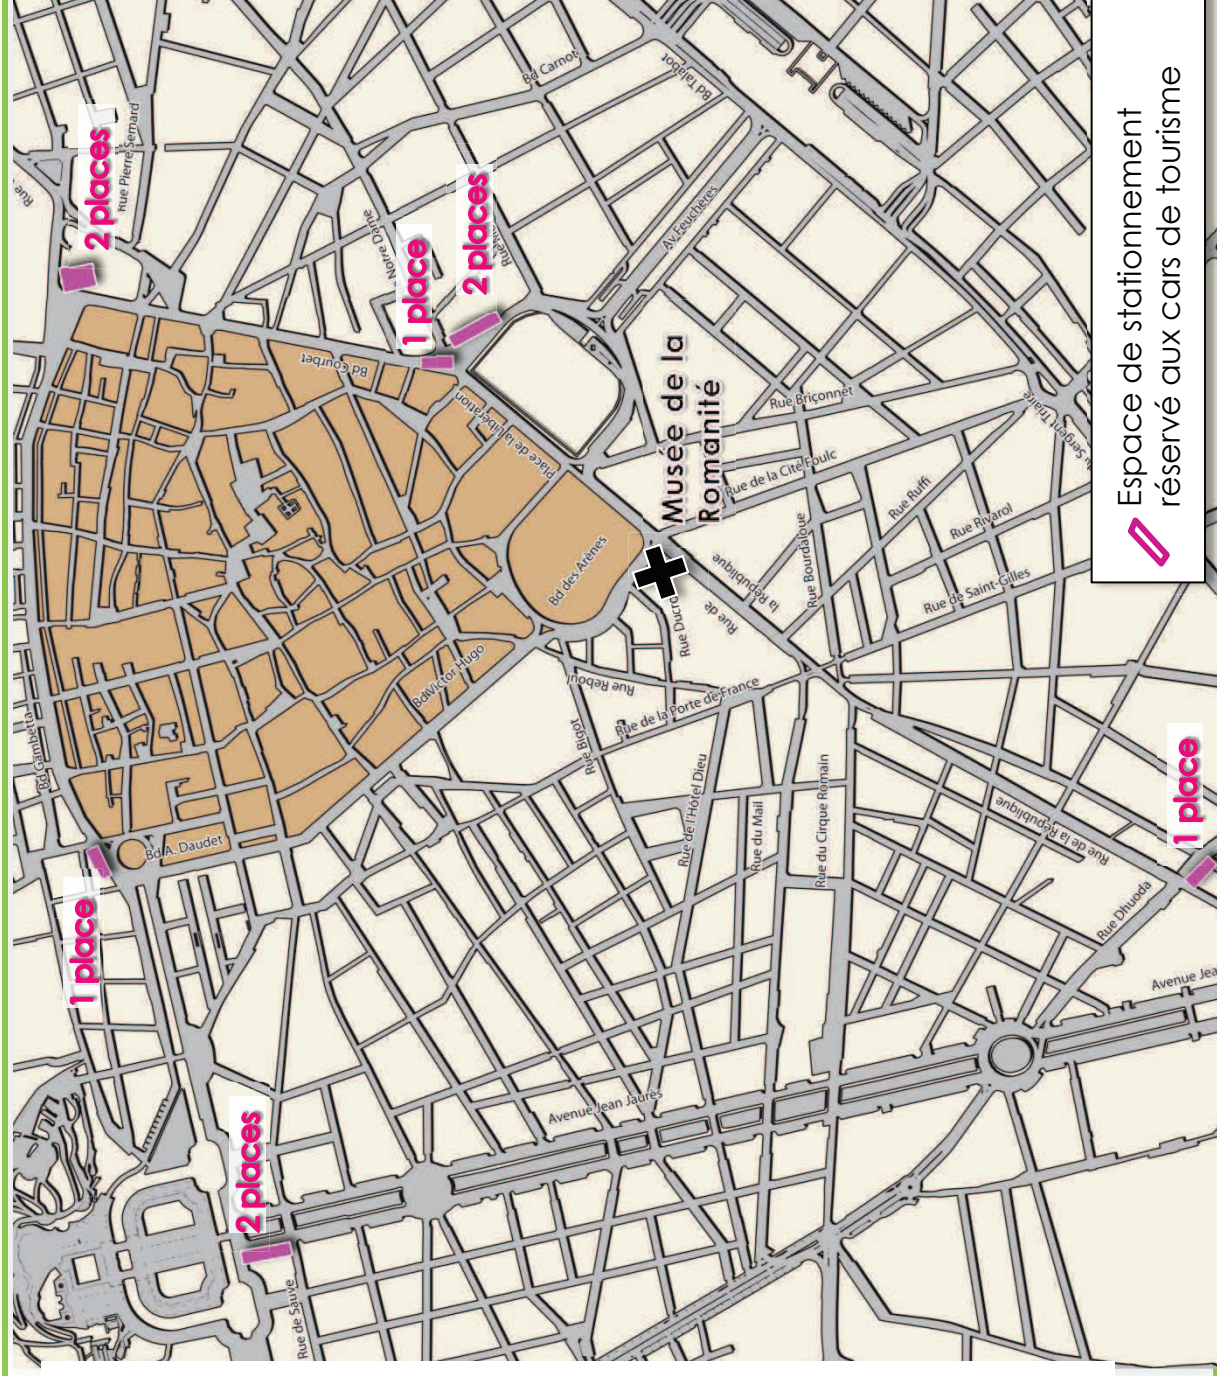 Rue
2 places
Rue Pierre Semard
Bd Carnot
Bd Talabot
Notre Dame
1 place
2 places
Av Feuchères
Bd Courbet
Place de la Libération
Musée de la
Romanité
Rue Briçonnet
Rue de la Cité Foulc
Sergent Triaire
Rue Ruffi
Rue Rivarol
Rue Bourdaloue
Rue de Saint-Gilles
Bd des Arènes
Rue de
la République
Rue Ducro
Bd Victor Hugo
Rue Reboul
Rue de la Porte de France
Rue Bigot
Bd Gambetta
Bd A. Daudet
1 place
Rue de l'Hôtel Dieu
Rue du Mail
Rue du Cirque Romain
Rue de la République
1 place
Rue Dhuoda
Avenue Jea
Avenue Jean Jaurès
2 places
Rue de Sauve
Espace de stationnement
réservé aux cars de tourisme